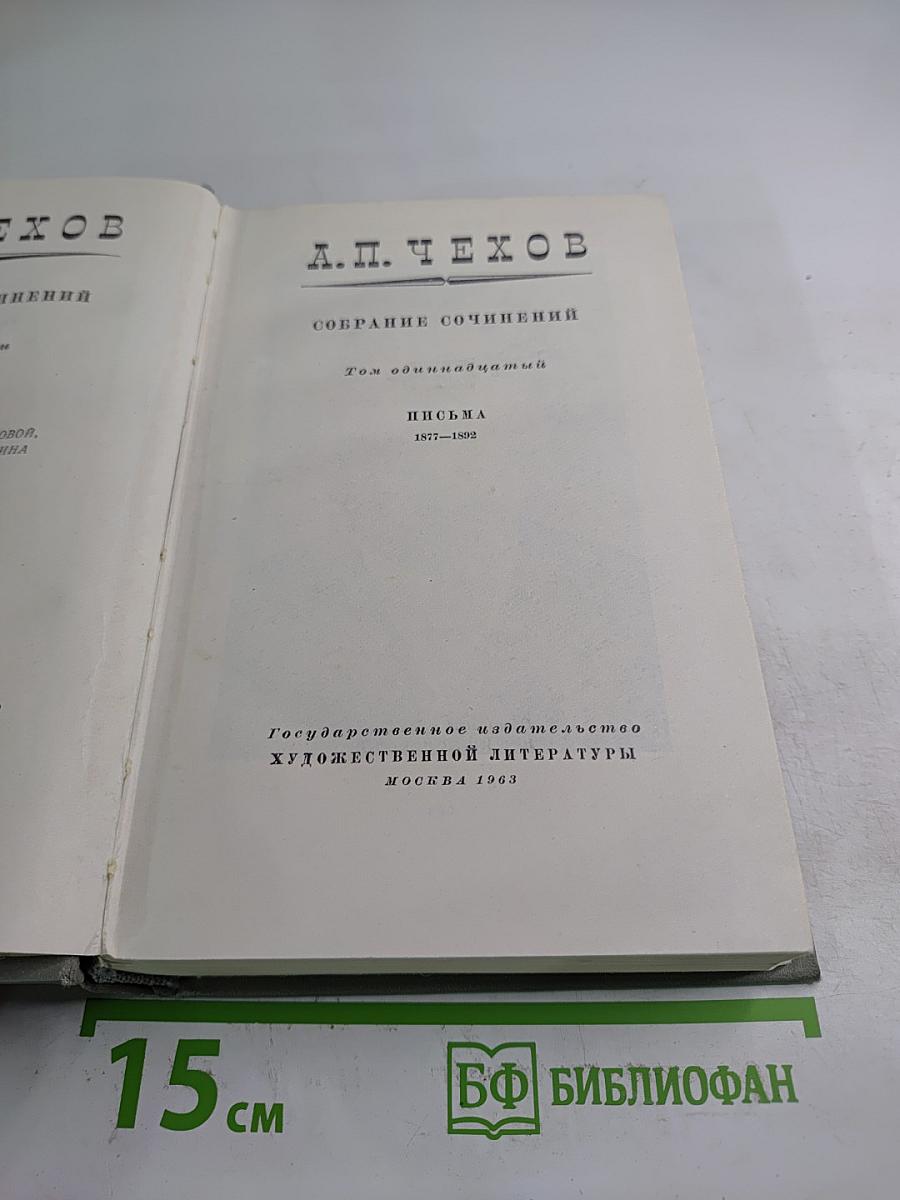 А. П. ЧЕХОВ
СОБРАНИЕ СОЧИНЕНИЙ
Том одиннадцатый
ПИСЬМА
1877—1892
Государственное издательство
ХУДОЖЕСТВЕННОЙ ЛИТЕРАТУРЫ
МОСКВА 1963
15 см
БФ БИБЛИОФАН